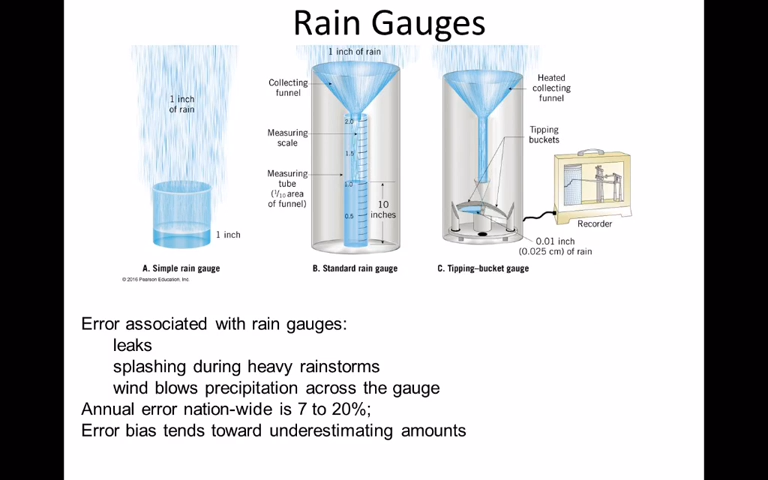 Rain Gauges
1 inch
of rain
1 inch
A. Simple rain gauge
© 2016 Pearson Education, Inc.
1 inch of rain
Collecting
funnel
Measuring
scale
Measuring
tube
(1/10 area
of funnel)
2.0
1.5
1.0
0.5
10
inches
B. Standard rain gauge
Heated
collecting
funnel
Tipping
buckets
Recorder
0.01 inch
(0.025 cm) of rain
C. Tipping–bucket gauge
Error associated with rain gauges:
leaks
splashing during heavy rainstorms
wind blows precipitation across the gauge
Annual error nation-wide is 7 to 20%;
Error bias tends toward underestimating amounts